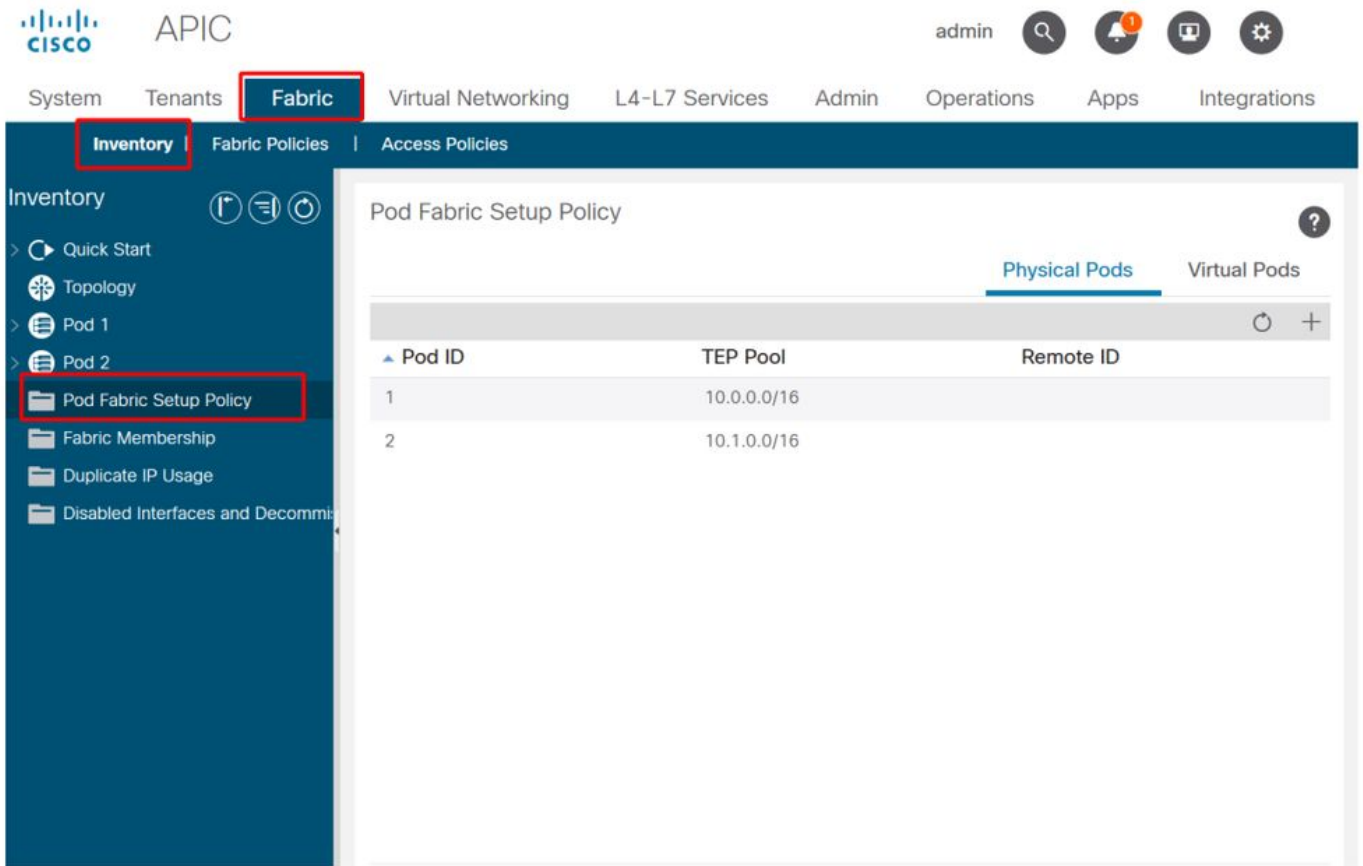 CISCO APIC admin 1
System Tenants Fabric Virtual Networking L4-L7 Services Admin Operations Apps Integrations
Inventory | Fabric Policies | Access Policies
Inventory
Quick Start
Topology
Pod 1
Pod 2
Pod Fabric Setup Policy
Fabric Membership
Duplicate IP Usage
Disabled Interfaces and Decommis
Pod Fabric Setup Policy ?
Physical Pods Virtual Pods
Pod ID TEP Pool Remote ID
1 10.0.0.0/16
2 10.1.0.0/16